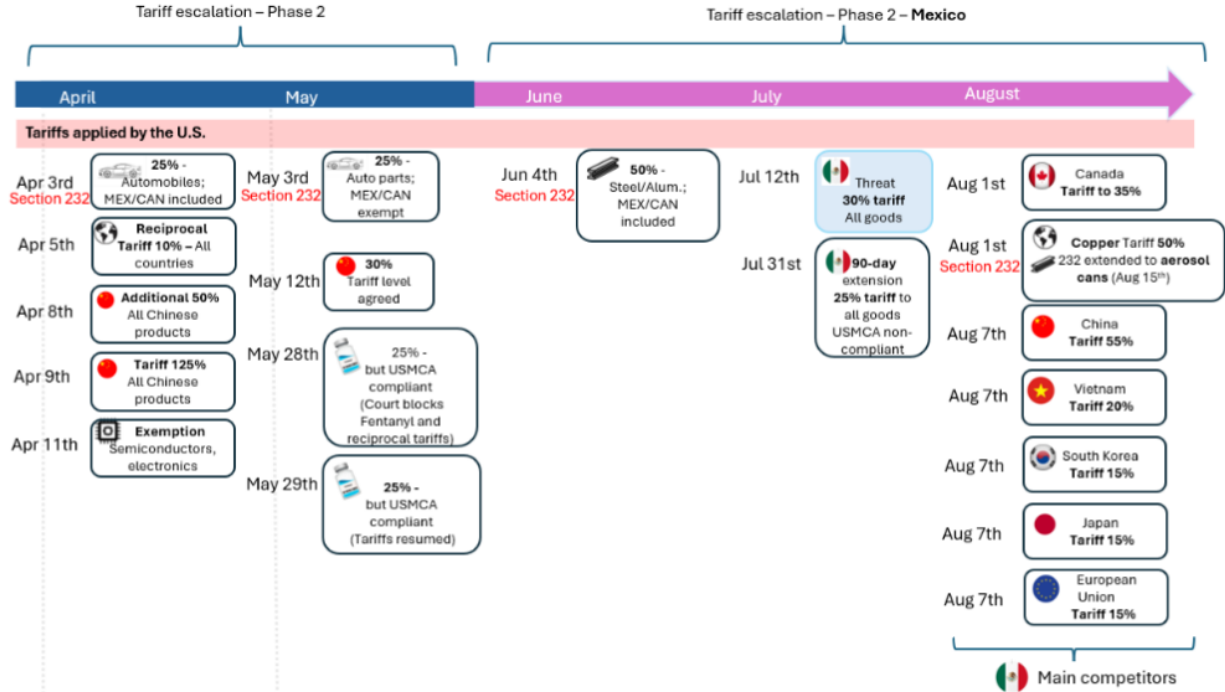 Tariff escalation – Phase 2
Tariff escalation – Phase 2 – Mexico
April
May
June
July
August
Tariffs applied by the U.S.
Apr 3rd
Section 232
25% -
Automobiles;
MEX/CAN included
Apr 5th
Reciprocal
Tariff 10% – All
countries
Apr 8th
Additional 50%
All Chinese
products
Apr 9th
Tariff 125%
All Chinese
products
Apr 11th
Exemption
Semiconductors,
electronics
May 3rd
Section 232
25% -
Auto parts;
MEX/CAN
exempt
May 12th
30%
Tariff level
agreed
May 28th
25% -
but USMCA
compliant
(Court blocks
Fentanyl and
reciprocal tariffs)
May 29th
25% -
but USMCA
compliant
(Tariffs resumed)
Jun 4th
Section 232
50% -
Steel/Alum.;
MEX/CAN
included
Jul 12th
Threat
30% tariff
All goods
Jul 31st
90-day
extension
25% tariff to
all goods
USMCA non-
compliant
Aug 1st
Canada
Tariff to 35%
Aug 1st
Section 232
Copper Tariff 50%
232 extended to aerosol
cans (Aug 15th)
Aug 7th
China
Tariff 55%
Aug 7th
Vietnam
Tariff 20%
Aug 7th
South Korea
Tariff 15%
Aug 7th
Japan
Tariff 15%
Aug 7th
European
Union
Tariff 15%
Main competitors